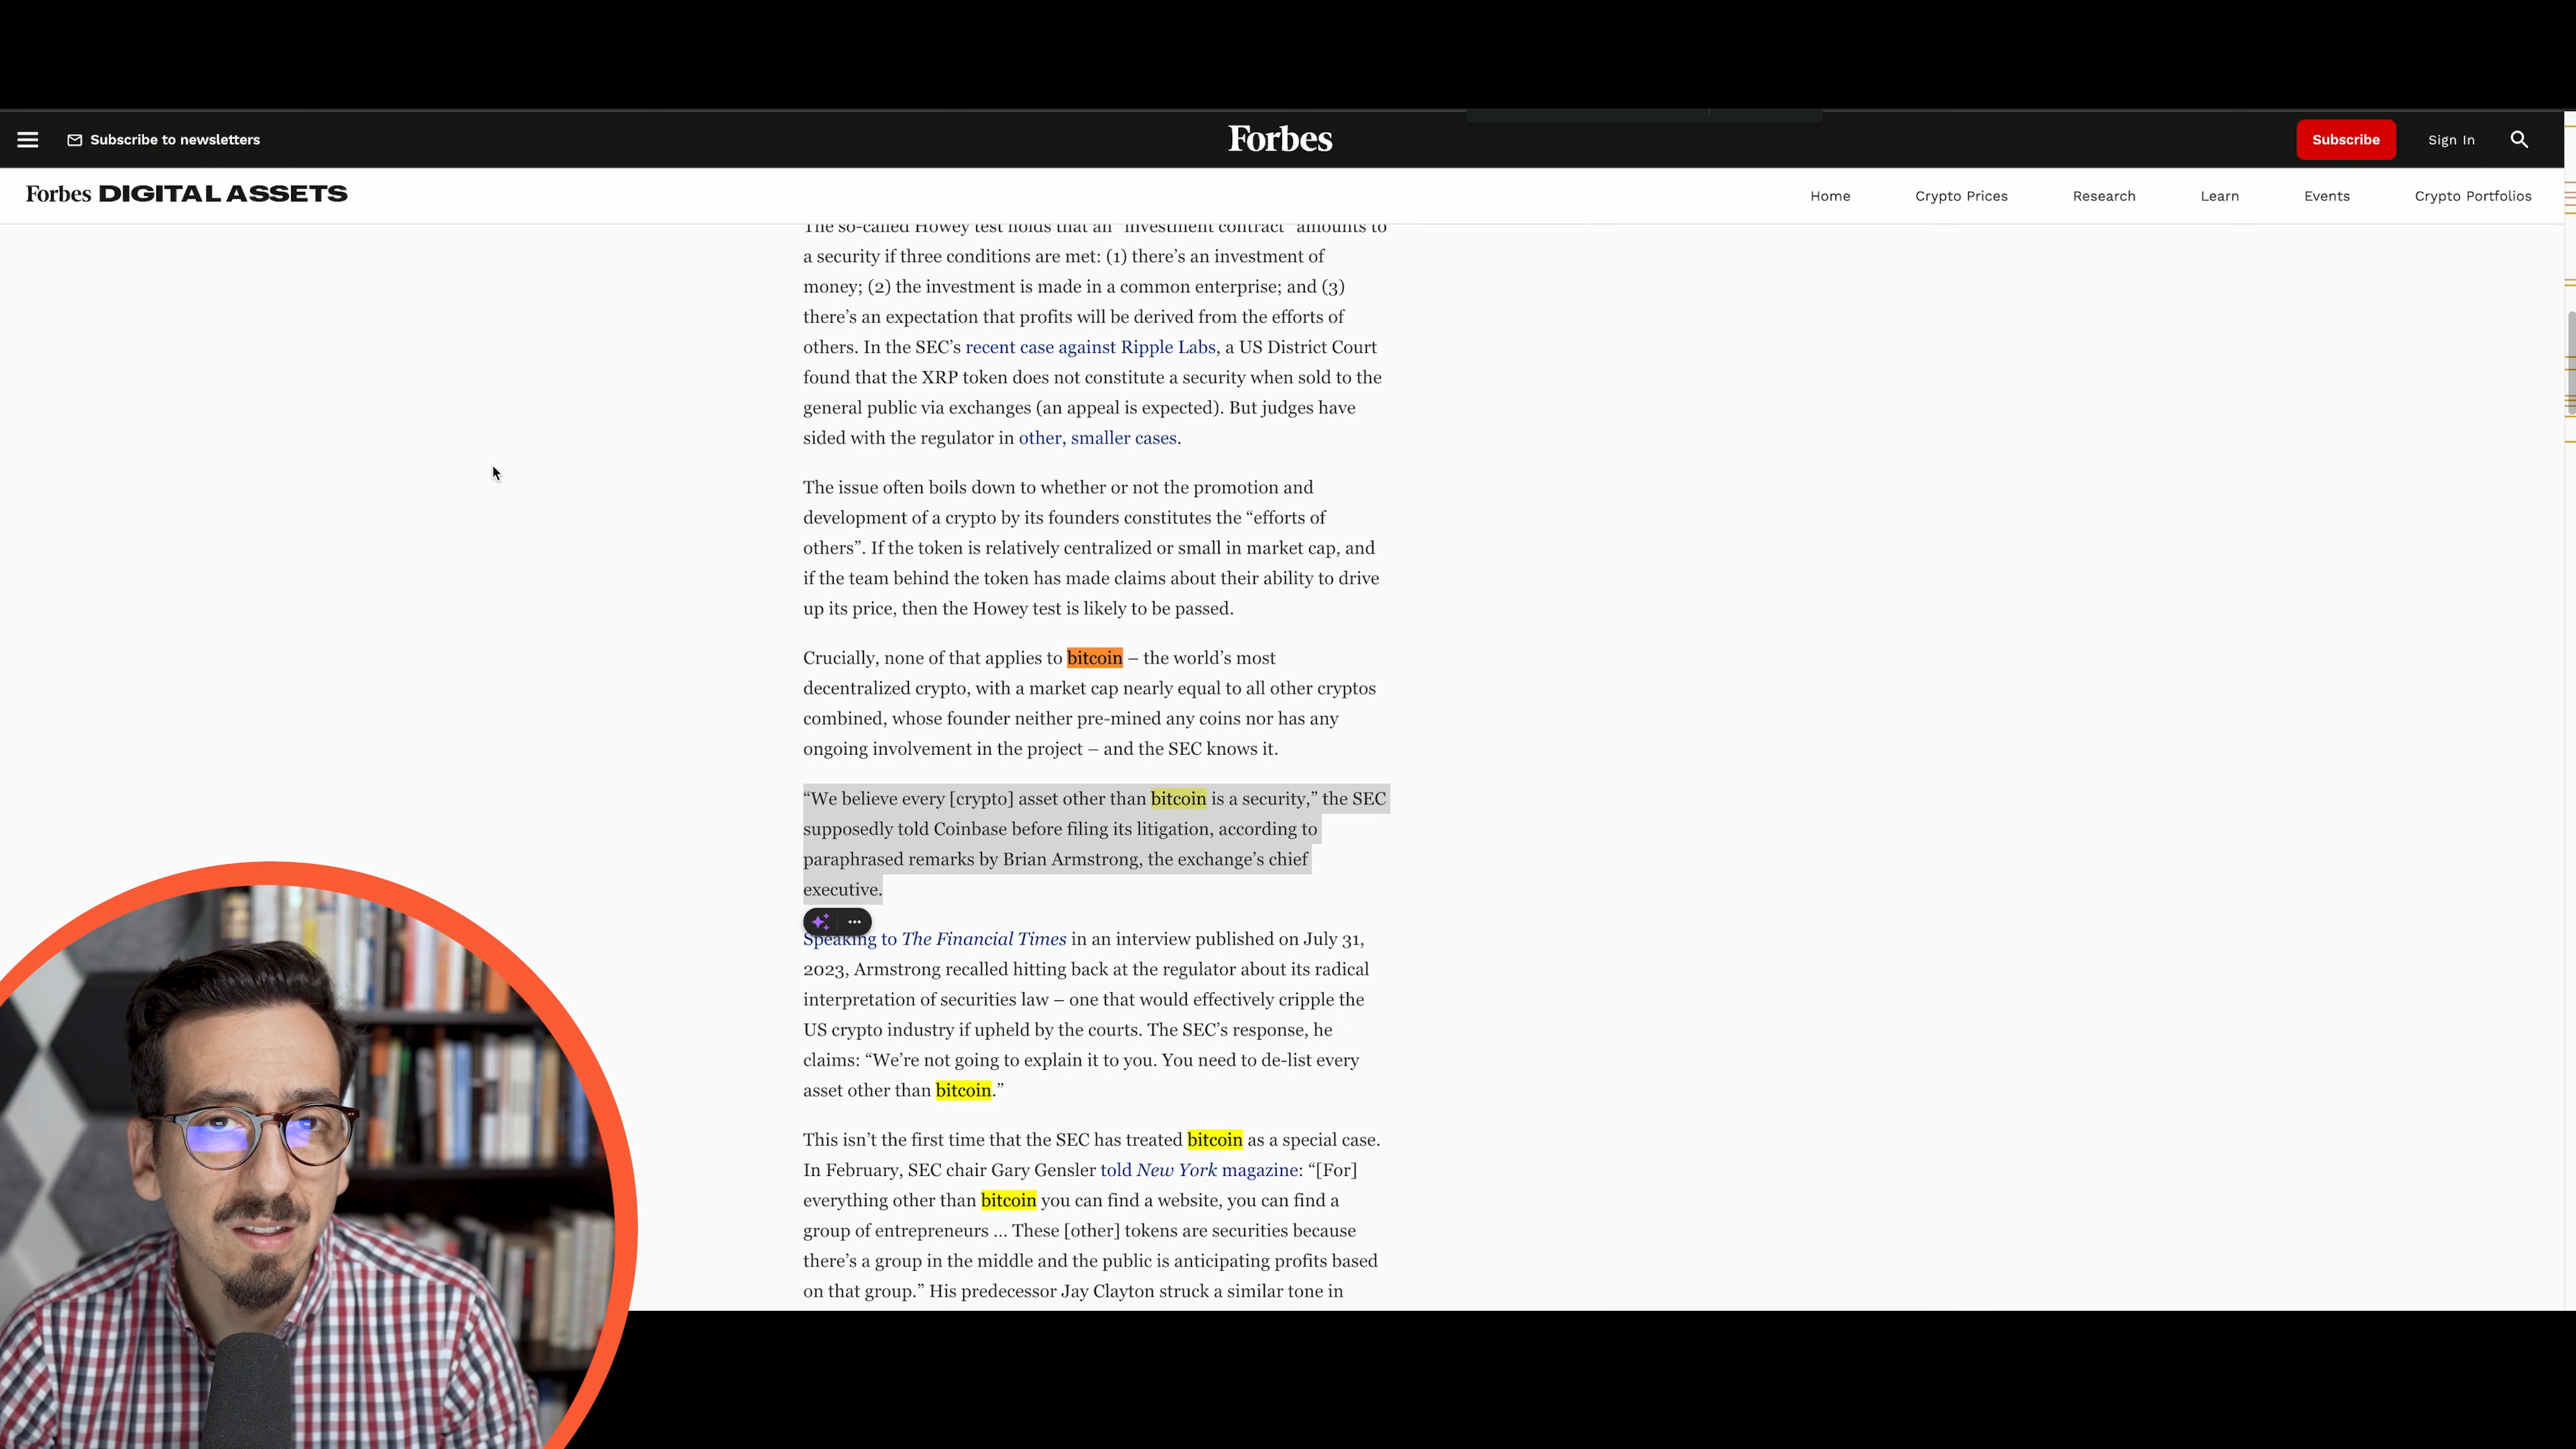 Subscribe to newsletters
Forbes
Subscribe
Sign In
Forbes DIGITAL ASSETS
Home
Crypto Prices
Research
Learn
Events
Crypto Portfolios
The so-called Howey test holds that an “investment contract” amounts to
a security if three conditions are met: (1) there’s an investment of
money; (2) the investment is made in a common enterprise; and (3)
there’s an expectation that profits will be derived from the efforts of
others. In the SEC’s recent case against Ripple Labs, a US District Court
found that the XRP token does not constitute a security when sold to the
general public via exchanges (an appeal is expected). But judges have
sided with the regulator in other, smaller cases.
The issue often boils down to whether or not the promotion and
development of a crypto by its founders constitutes the “efforts of
others”. If the token is relatively centralized or small in market cap, and
if the team behind the token has made claims about their ability to drive
up its price, then the Howey test is likely to be passed.
Crucially, none of that applies to bitcoin – the world’s most
decentralized crypto, with a market cap nearly equal to all other cryptos
combined, whose founder neither pre-mined any coins nor has any
ongoing involvement in the project – and the SEC knows it.
“We believe every [crypto] asset other than bitcoin is a security,” the SEC
supposedly told Coinbase before filing its litigation, according to
paraphrased remarks by Brian Armstrong, the exchange’s chief
executive.
Speaking to The Financial Times in an interview published on July 31,
2023, Armstrong recalled hitting back at the regulator about its radical
interpretation of securities law – one that would effectively cripple the
US crypto industry if upheld by the courts. The SEC’s response, he
claims: “We’re not going to explain it to you. You need to de-list every
asset other than bitcoin.”
This isn’t the first time that the SEC has treated bitcoin as a special case.
In February, SEC chair Gary Gensler told New York magazine: “[For]
everything other than bitcoin you can find a website, you can find a
group of entrepreneurs … These [other] tokens are securities because
there’s a group in the middle and the public is anticipating profits based
on that group.” His predecessor Jay Clayton struck a similar tone in